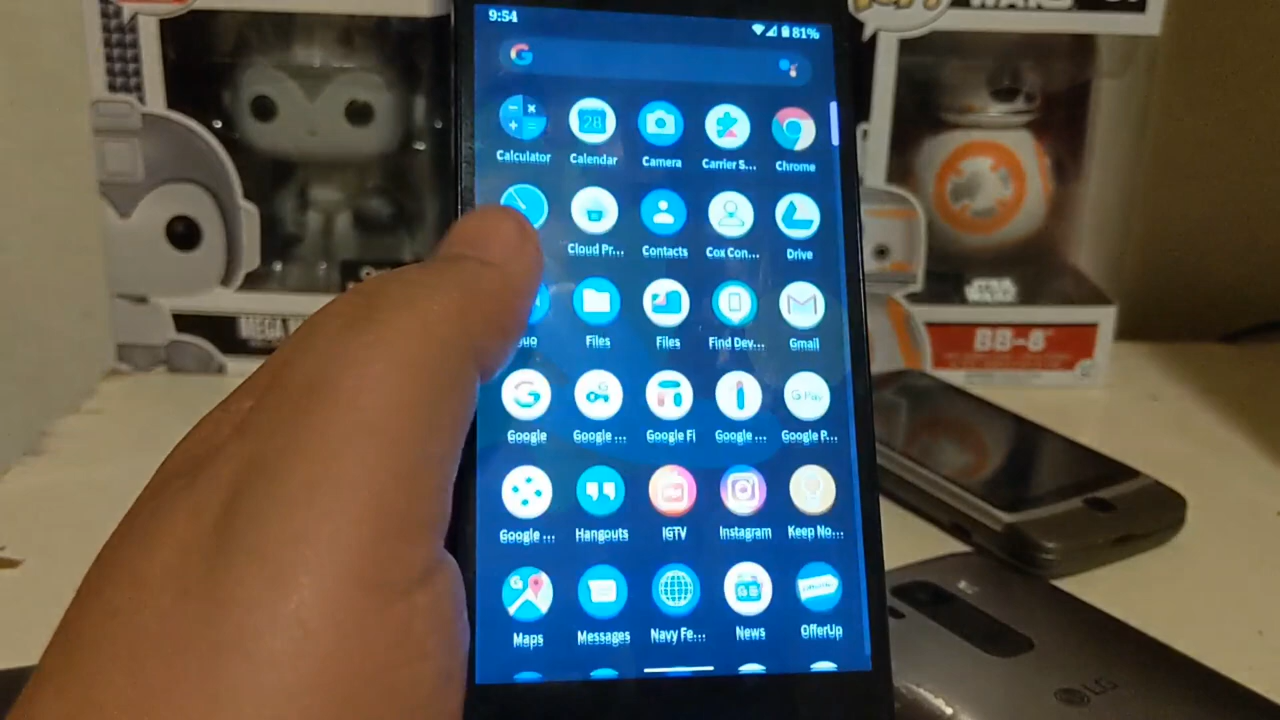 9:54
81%
Calculator
Calendar
Camera
Carrier S...
Chrome
28
Cloud Pr...
Contacts
Cox Con...
Drive
uo
Files
Files
Find Dev...
Gmail
G Pay
Google
Google ...
Google Fi
Google ...
Google P...
Google ...
Hangouts
IGTV
Instagram
Keep No...
Maps
Messages
Navy Fe...
News
OfferUp
MEGA
STAR WARS
BB-8
LG